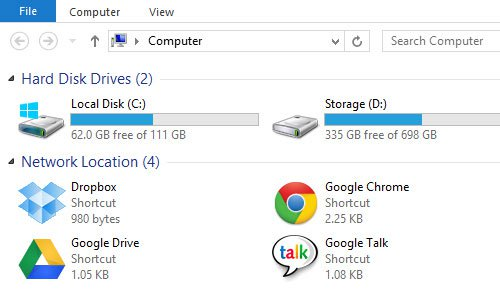 File Computer View
Computer Search Computer
Hard Disk Drives (2)
Local Disk (C:)
62.0 GB free of 111 GB
Storage (D:)
335 GB free of 698 GB
Network Location (4)
Dropbox
Shortcut
980 bytes
Google Chrome
Shortcut
2.25 KB
Google Drive
Shortcut
1.05 KB
talk
Google Talk
Shortcut
1.08 KB